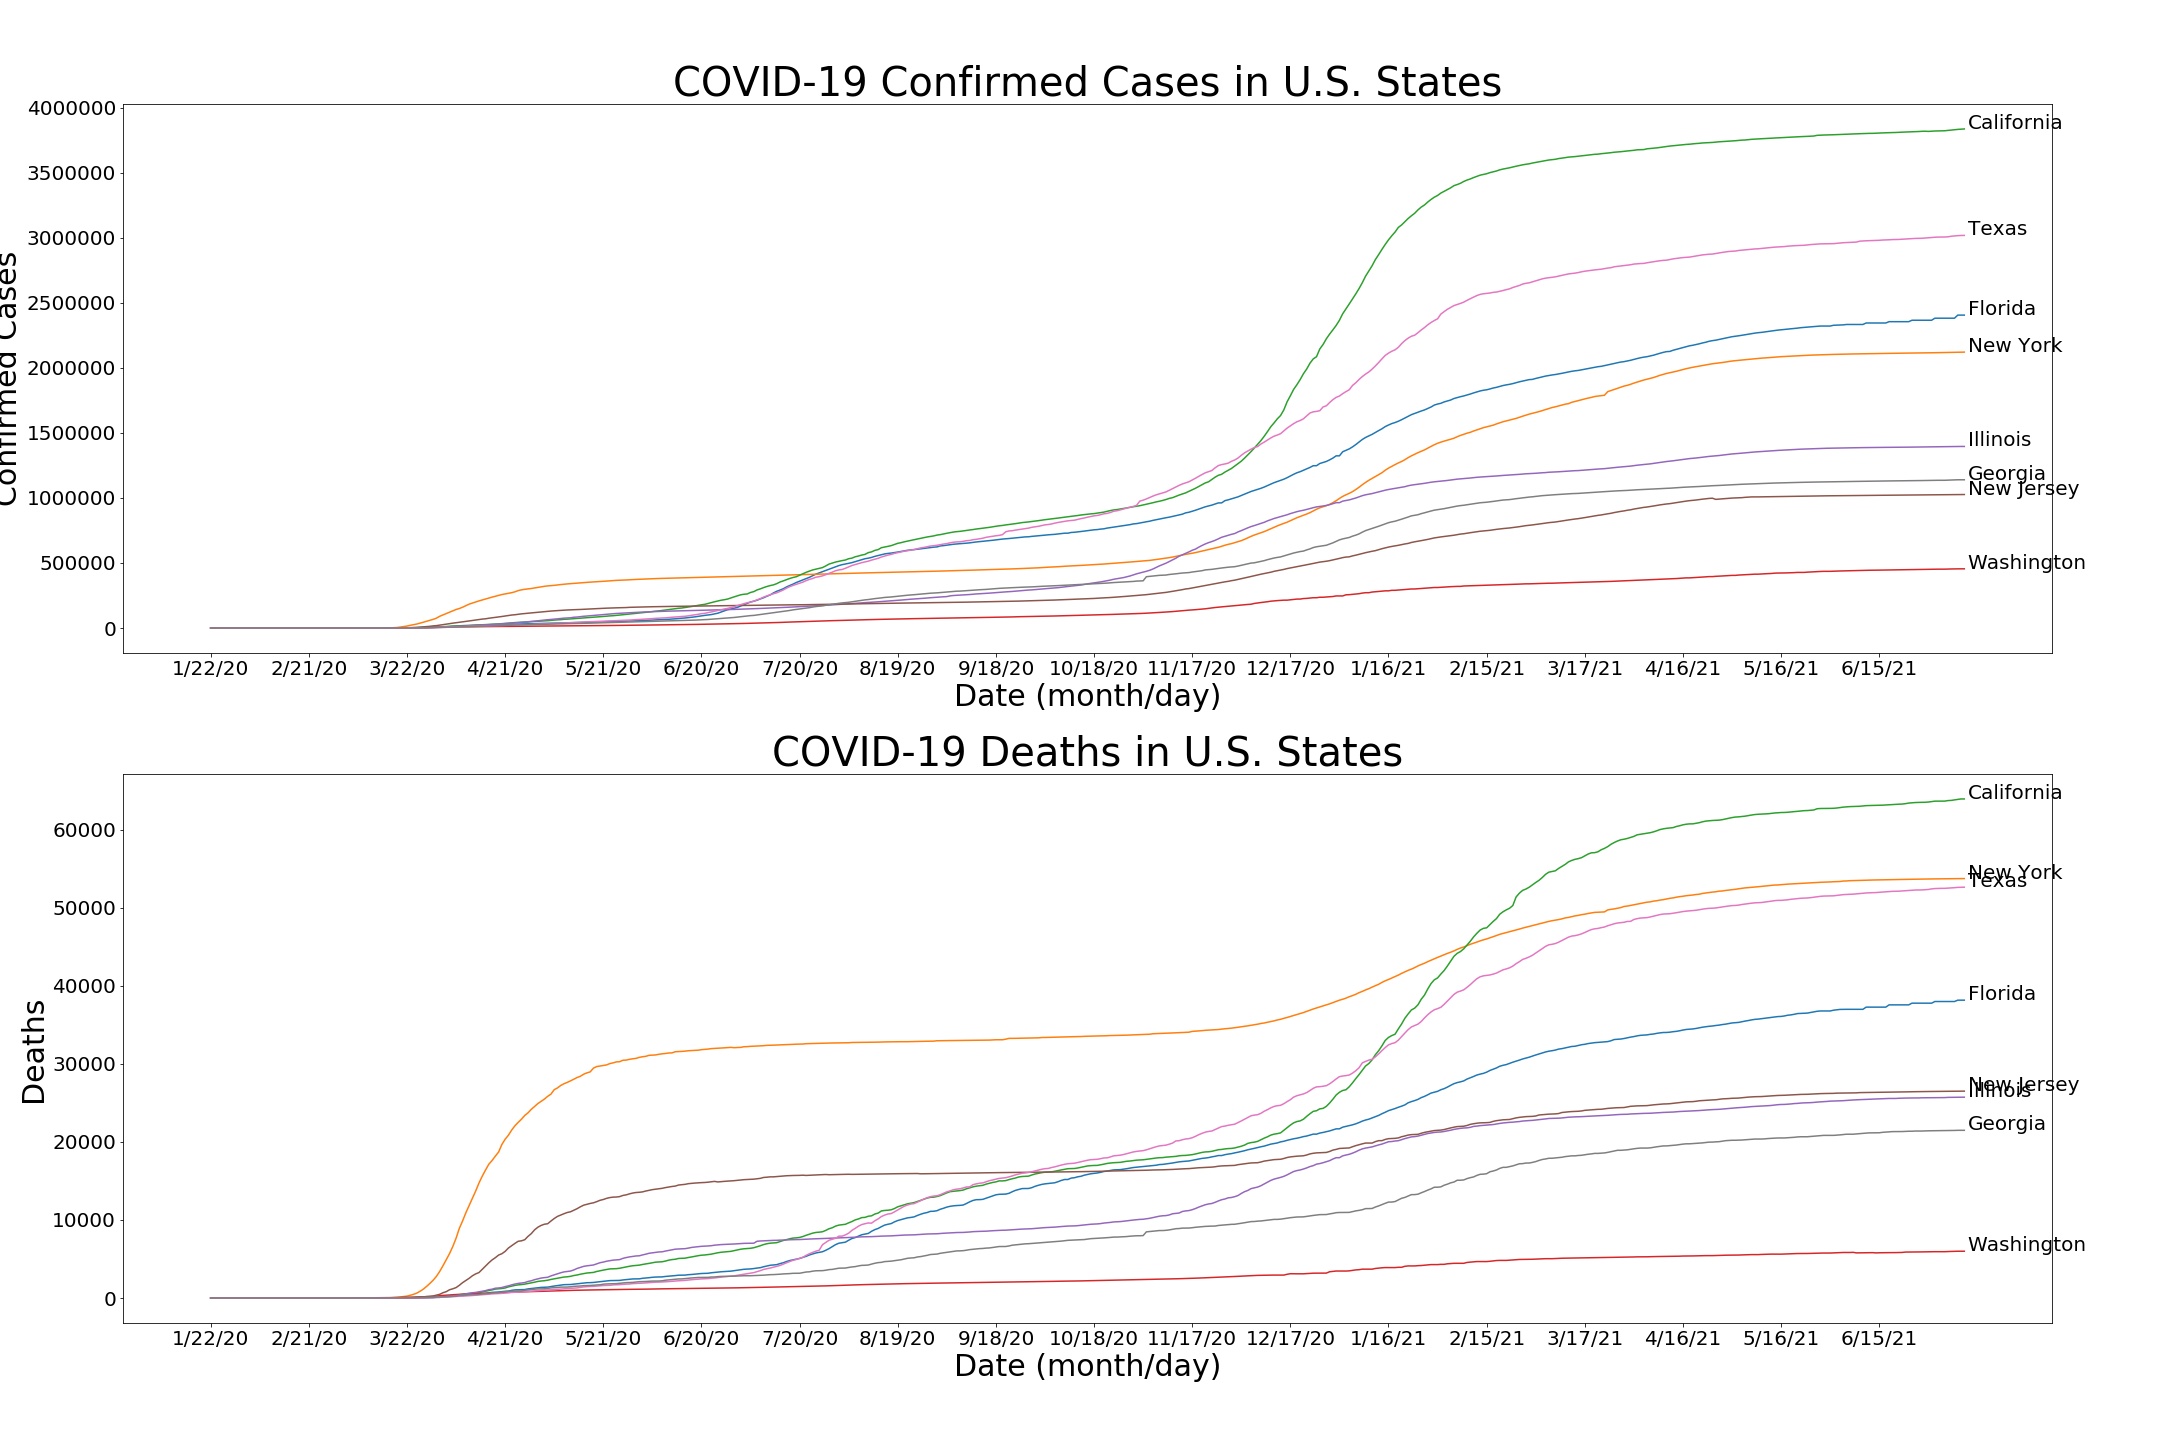 COVID-19 Confirmed Cases in U.S. States
4000000
3500000
3000000
2500000
2000000
1500000
1000000
500000
0
Confirmed Cases
California
Texas
Florida
New York
Illinois
Georgia
New Jersey
Washington
1/22/20 2/21/20 3/22/20 4/21/20 5/21/20 6/20/20 7/20/20 8/19/20 9/18/20 10/18/20 11/17/20 12/17/20 1/16/21 2/15/21 3/17/21 4/16/21 5/16/21 6/15/21
Date (month/day)
COVID-19 Deaths in U.S. States
60000
50000
40000
30000
20000
10000
0
Deaths
California
New York
Texas
Florida
New Jersey
Illinois
Georgia
Washington
1/22/20 2/21/20 3/22/20 4/21/20 5/21/20 6/20/20 7/20/20 8/19/20 9/18/20 10/18/20 11/17/20 12/17/20 1/16/21 2/15/21 3/17/21 4/16/21 5/16/21 6/15/21
Date (month/day)